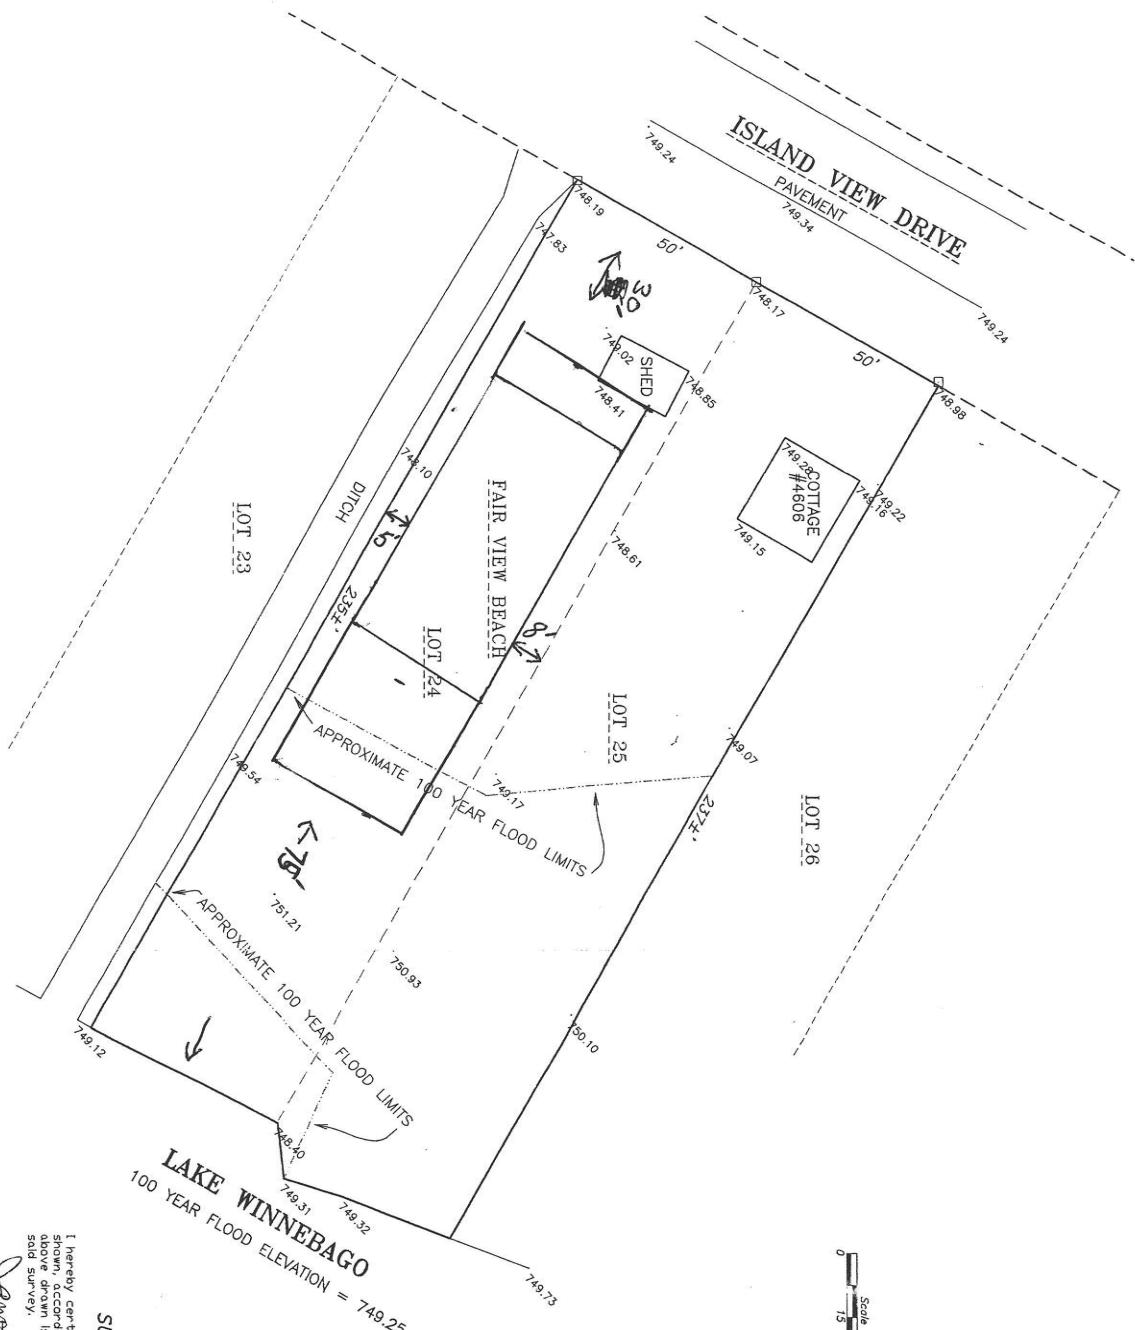 ISLAND VIEW DRIVE
PAVEMENT
749.24
749.34
749.24
748.19
747.83
50'
748.17
50'
748.98
30'
749.02
SHED
748.85
748.41
749.28
COTTAGE
#4606
749.22
749.16
749.15
748.10
DITCH
5'
LOT 23
FAIR VIEW BEACH
748.61
8'
235±'
LOT 24
LOT 25
749.07
LOT 26
237±'
APPROXIMATE 100 YEAR FLOOD LIMITS
749.17
749.54
75'
751.21
APPROXIMATE 100 YEAR FLOOD LIMITS
750.93
750.10
749.12
748.40
749.31
749.32
749.73
LAKE WINNEBAGO
100 YEAR FLOOD ELEVATION = 749.25
Scale
0
15
I hereby cert
shown, accord
above drawn is
said survey.